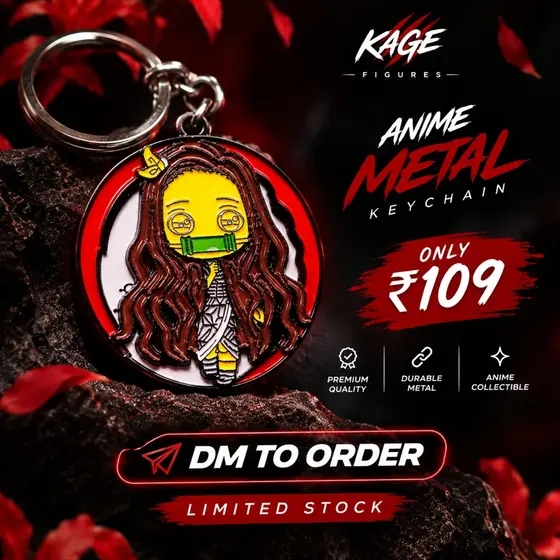 KAGE
FIGURES
ANIME
METAL
KEYCHAIN
ONLY
₹109
PREMIUM
QUALITY
DURABLE
METAL
ANIME
COLLECTIBLE
DM TO ORDER
LIMITED STOCK